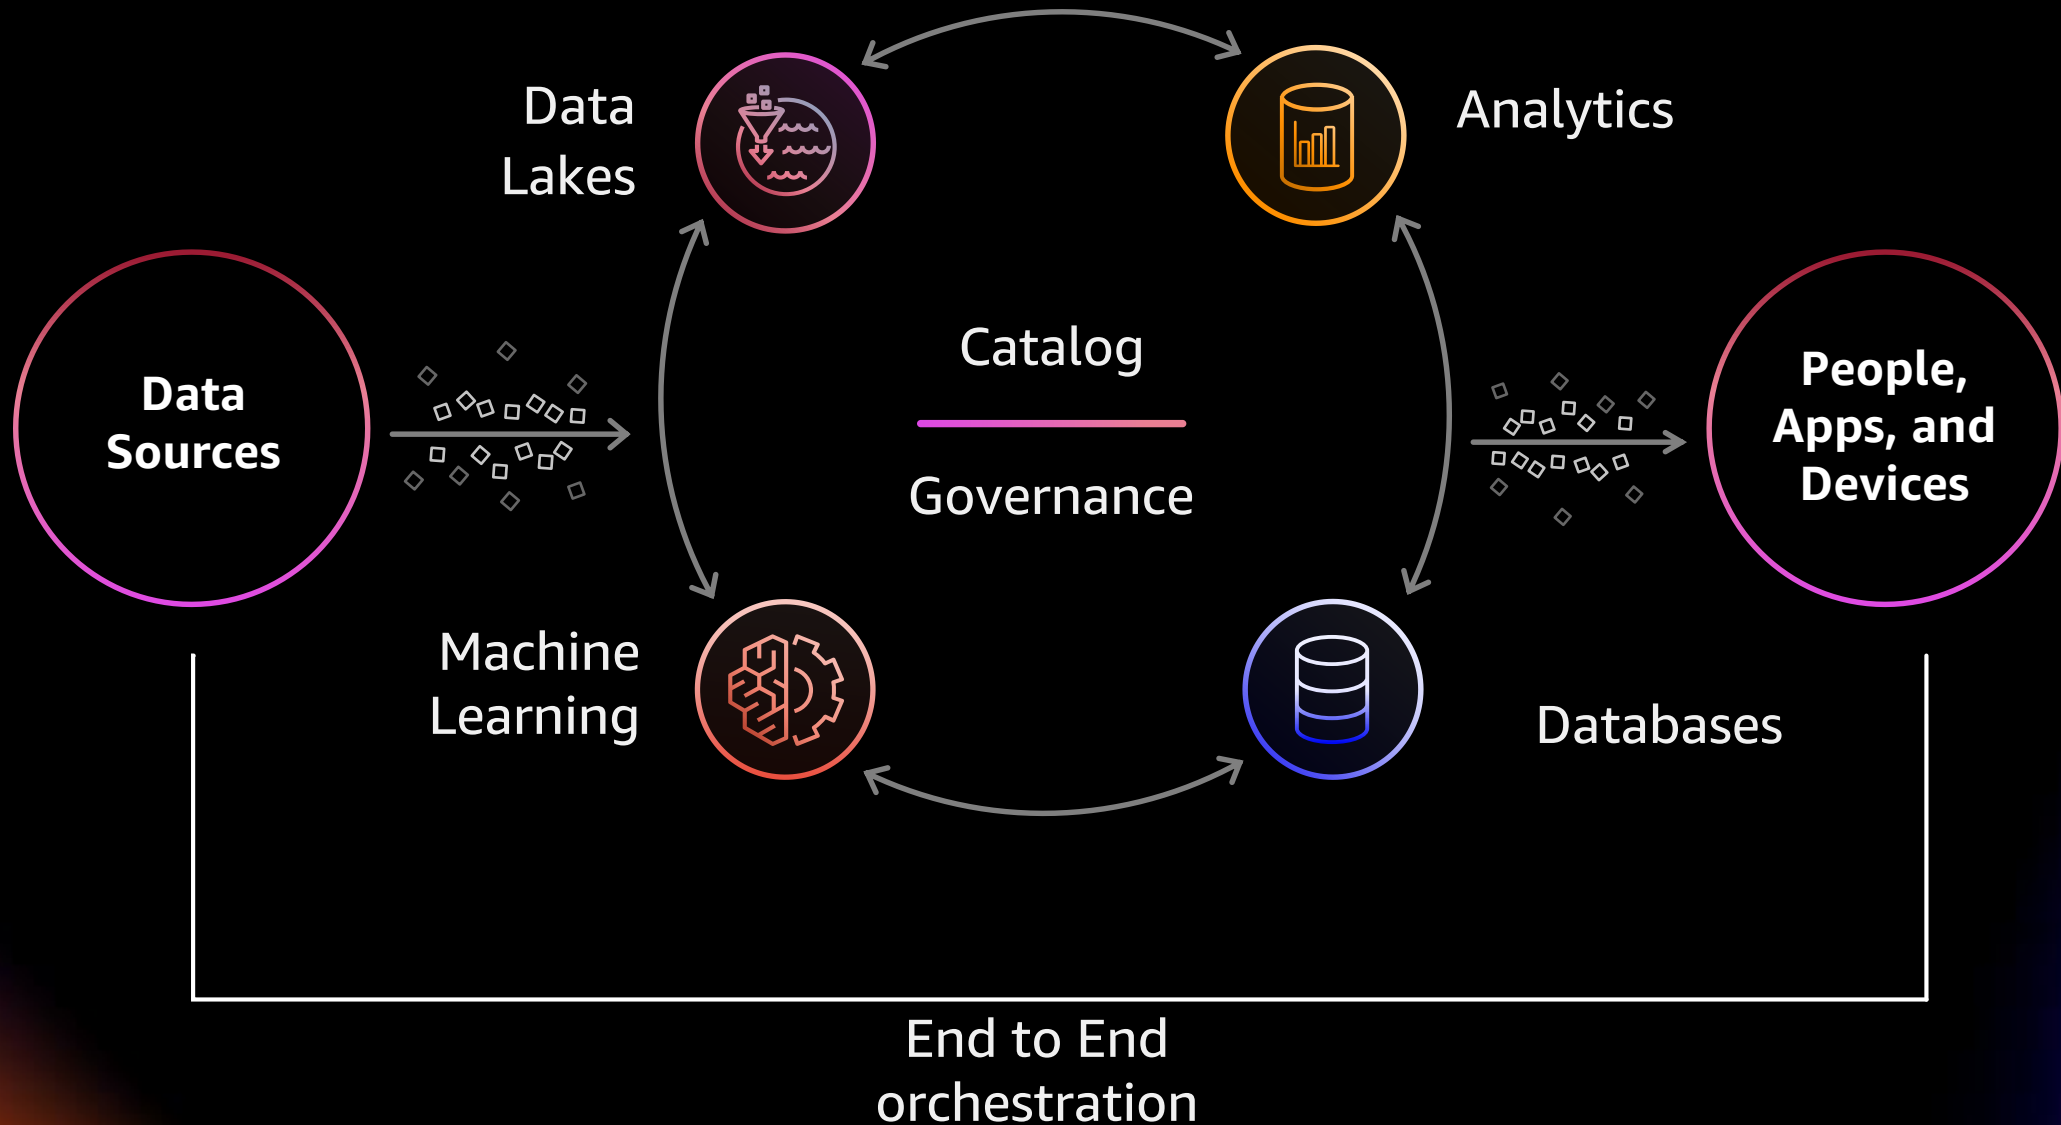 Data
Lakes
Analytics
Data
Sources
Catalog
Governance
People,
Apps, and
Devices
Machine
Learning
Databases
End to End
orchestration